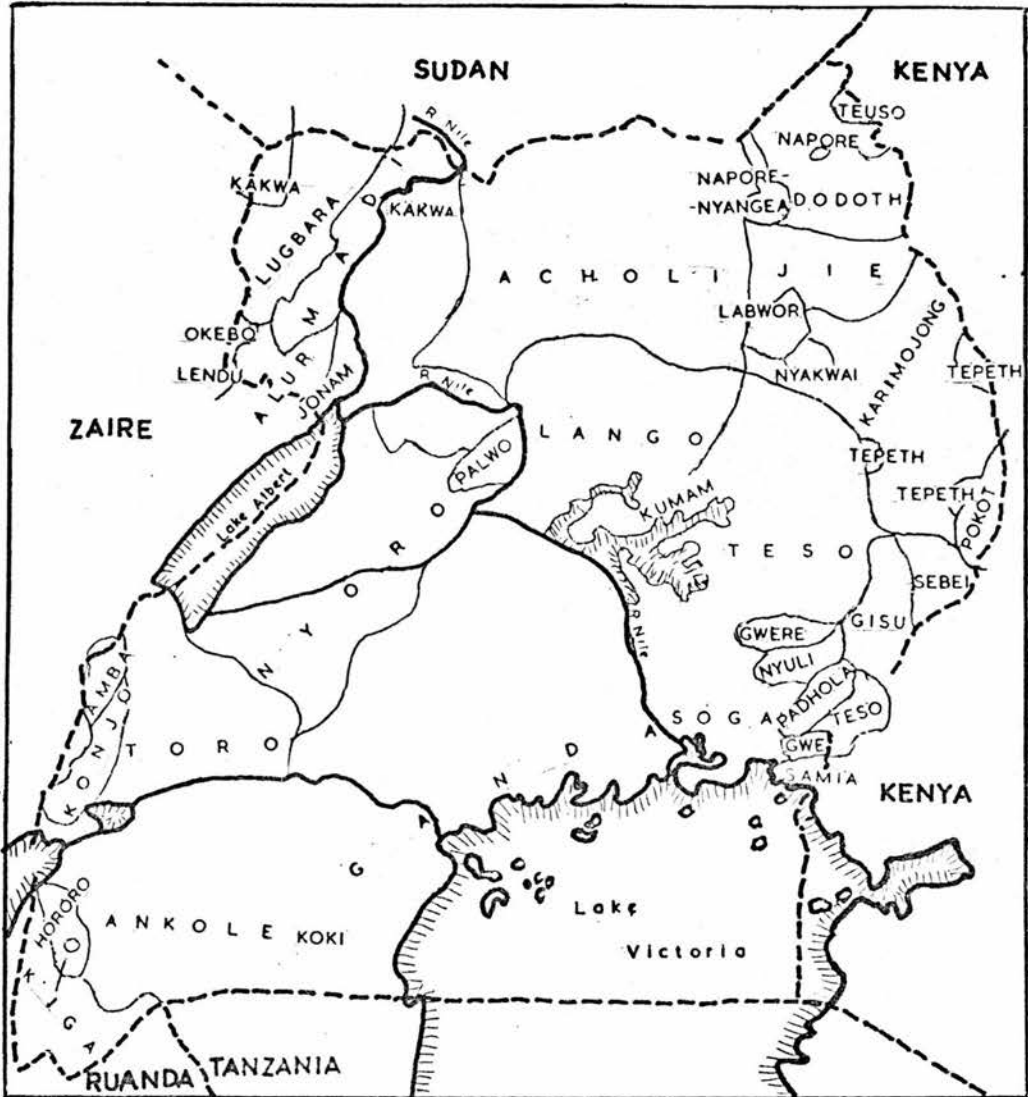 SUDAN
KENYA
R Nile
TEUSO
NAPORE
KAKWA
LUGBARA
MADI
KAKWA
NAPORE-
-NYANGEA
DODOTH
ACHOLI
JIE
LABWOR
OKEBO
LENDU
ALUR
JONAM
NYAKWAI
KARIMOJONG
TEPETH
R Nile
ZAIRE
LANGO
PALWO
TEPETH
Lake Albert
KUMAM
TEPETH
POKOT
NYORO
TESO
SEBEI
R Nile
GISU
GWERE
NYULI
AMBA
KONJO
PADHOLA
TESO
SOGA
TORO
GWE
SAMIA
KENYA
GANDA
HORORO
ANKOLE
KOKI
Lake
Victoria
KIGA
RUANDA
TANZANIA